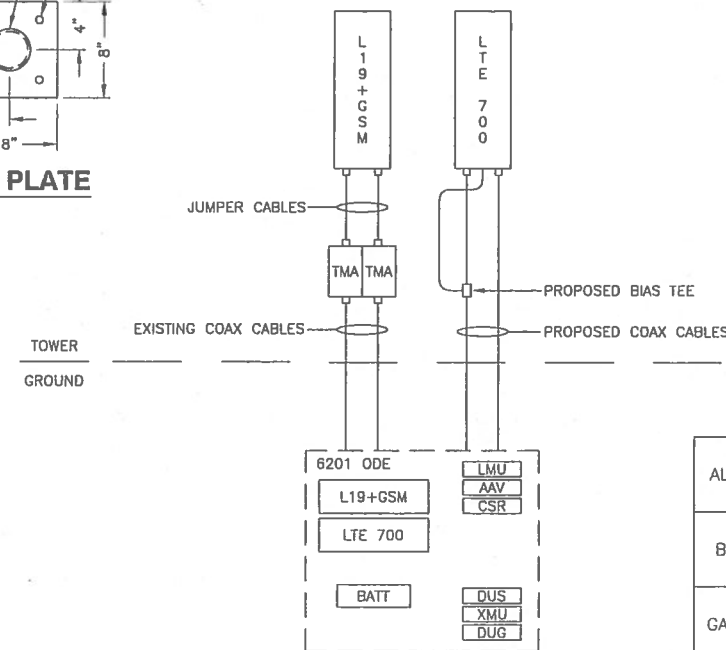 4"
8"
8"
PLATE
L19+GSM
LTE 700
JUMPER CABLES
TMA TMA
PROPOSED BIAS TEE
EXISTING COAX CABLES
PROPOSED COAX CABLES
TOWER
GROUND
6201 ODE
L19+GSM
LTE 700
BATT
LMU
AAV
CSR
DUS
XMU
DUG
AL
B
GA